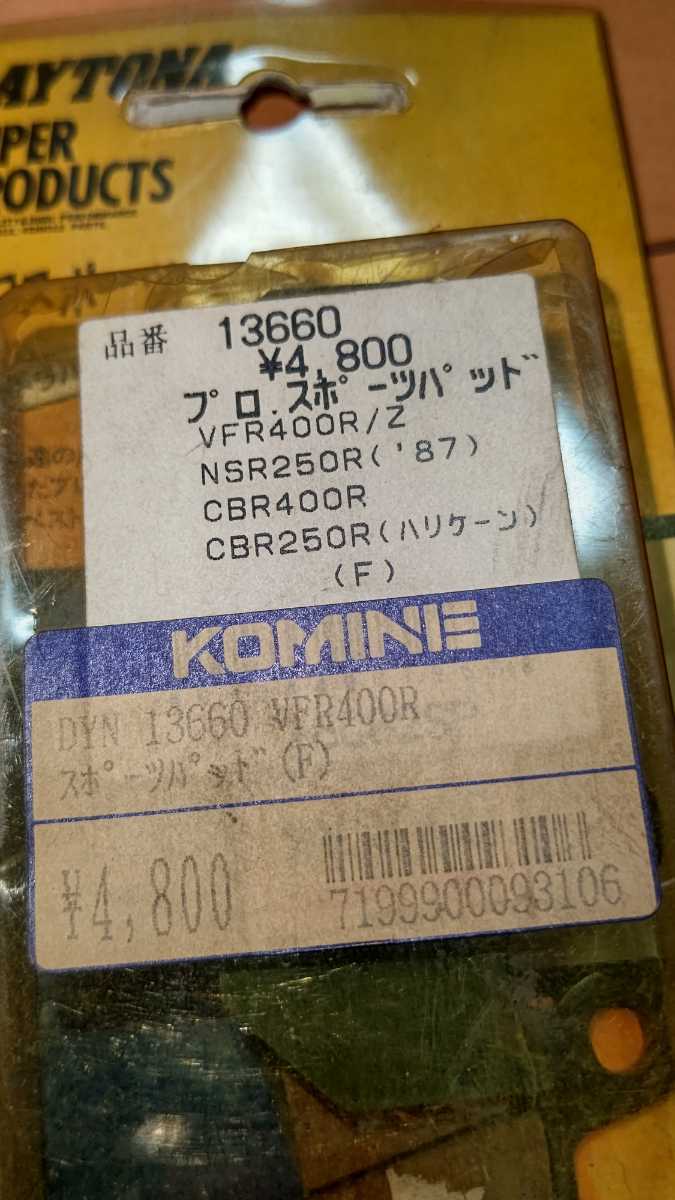 AYTONA
PRODUCTS
品番 13660
¥4,800
プロ.スポーツパッド
VFR400R/Z
NSR250R('87)
CBR400R
CBR250R(ハリケーン)
(F)
KOMINE
DYN 13660 VFR400R
スポーツパッド(F)
¥4,800
7199900093106